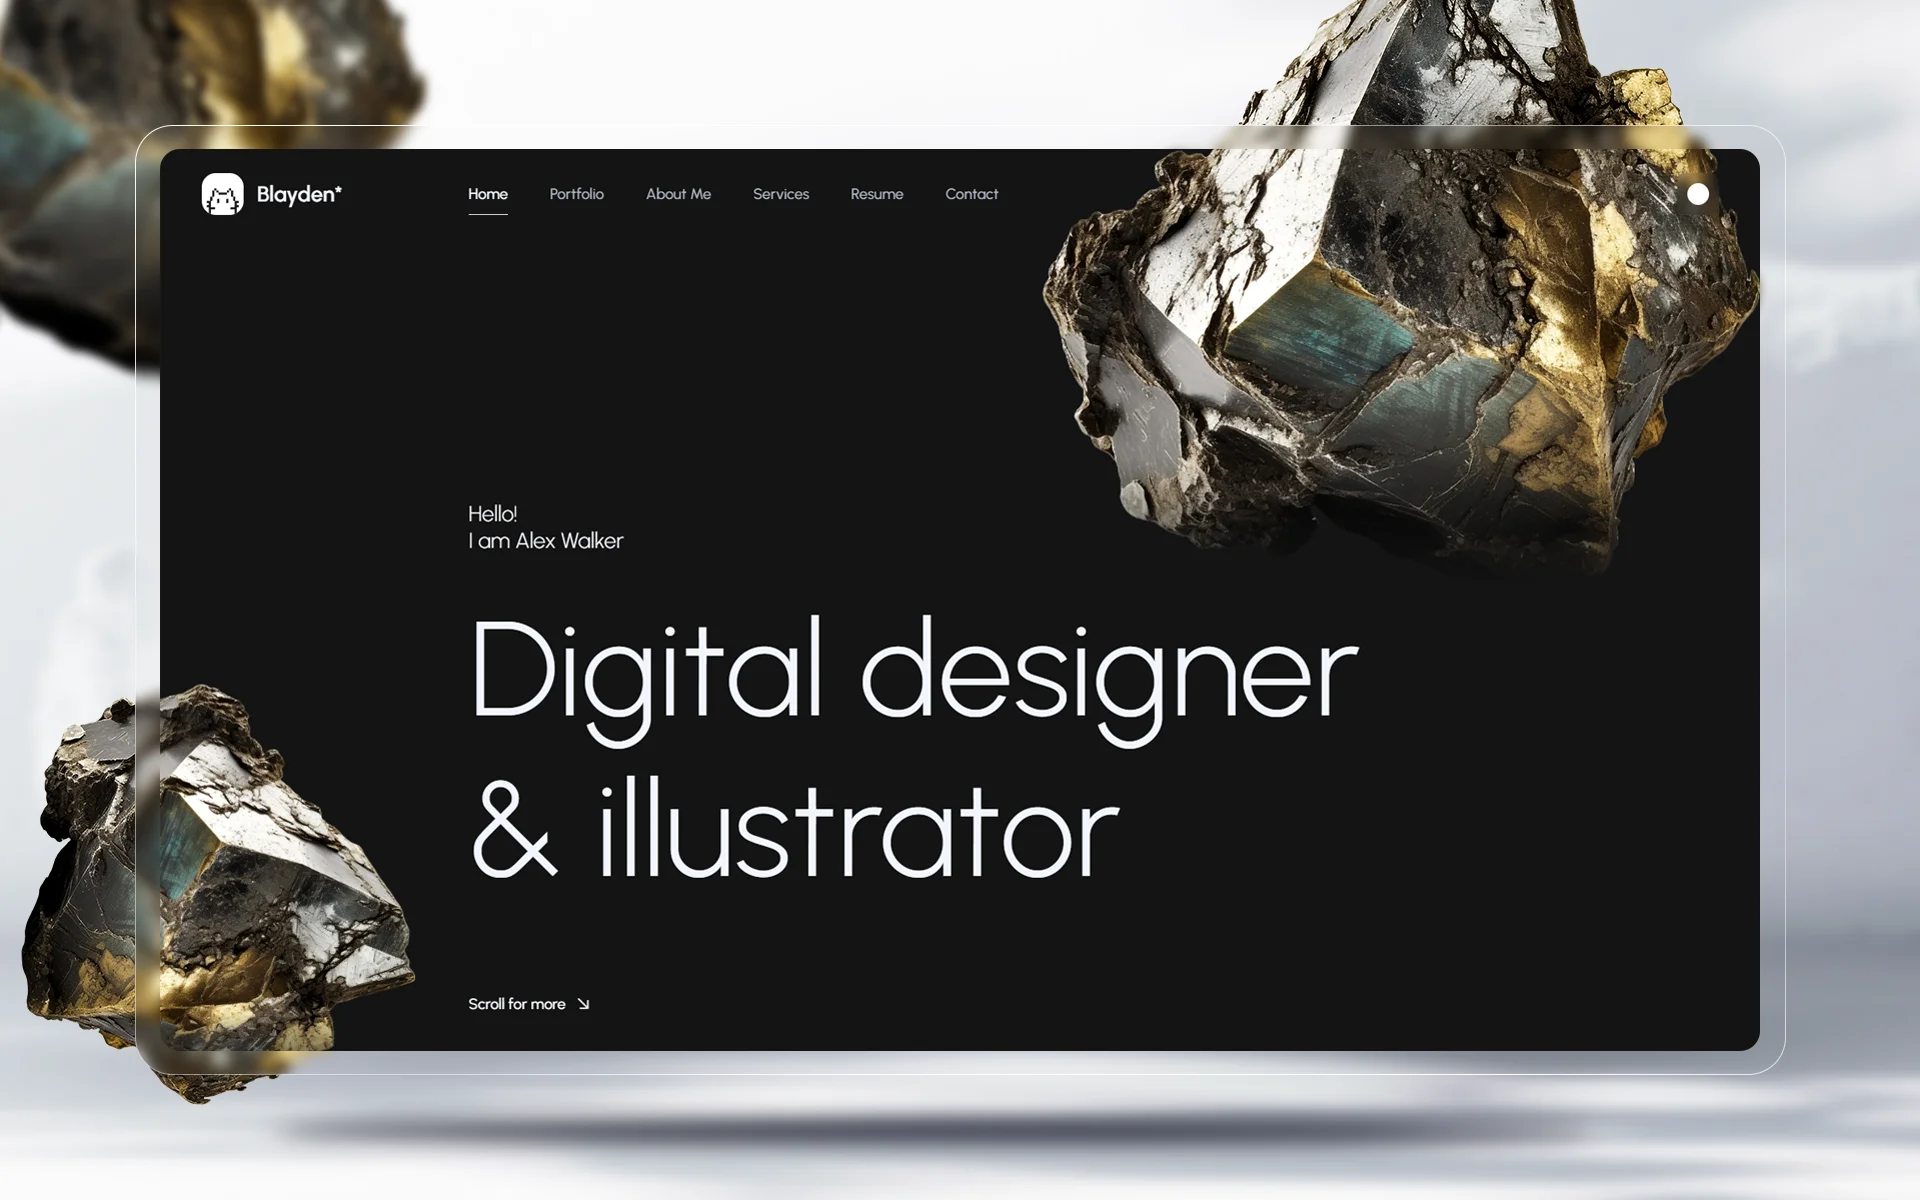 Blayden*
Home Portfolio About Me Services Resume Contact
Hello!
I am Alex Walker
Digital designer
& illustrator
Scroll for more